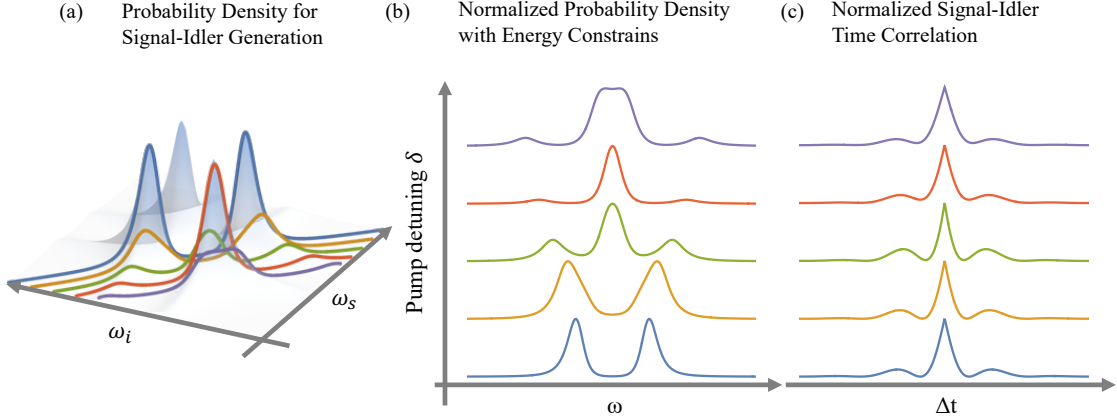 (a) Probability Density for
Signal-Idler Generation
(b) Normalized Probability Density
with Energy Constrains
(c) Normalized Signal-Idler
Time Correlation
ω_i
ω_s
Pump detuning δ
ω
Δt